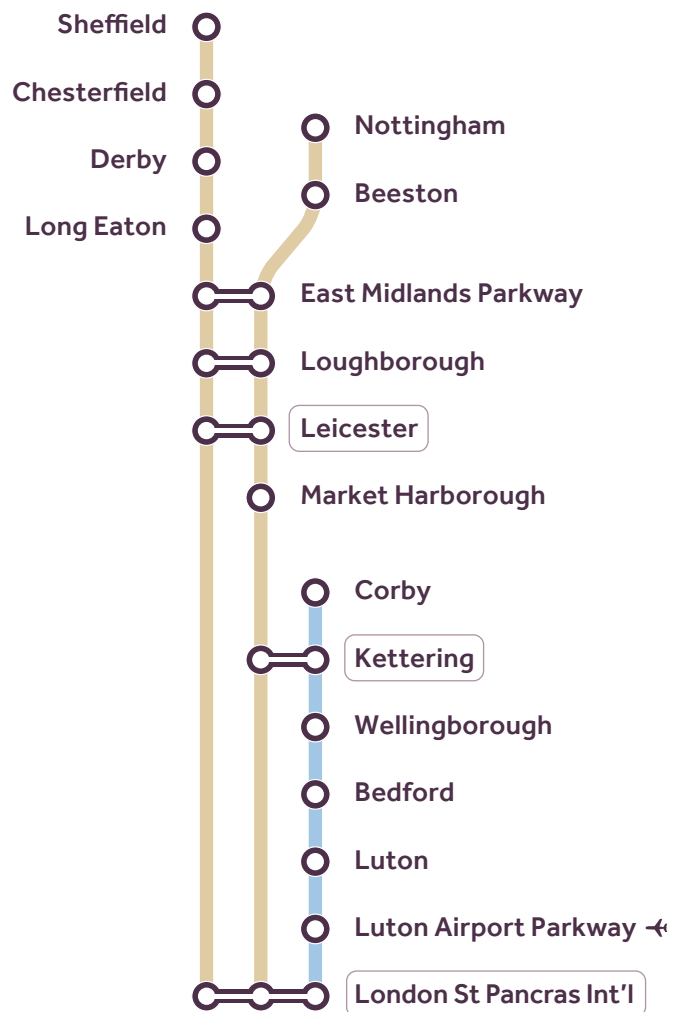 Sheffield
Chesterfield
Nottingham
Derby
Beeston
Long Eaton
East Midlands Parkway
Loughborough
Leicester
Market Harborough
Corby
Kettering
Wellingborough
Bedford
Luton
Luton Airport Parkway
London St Pancras Int'l